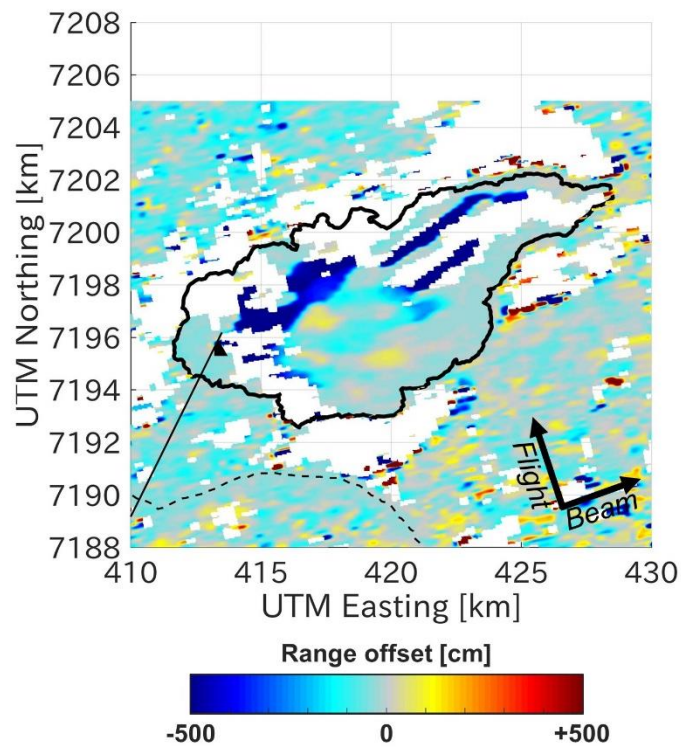 7208
7206
7204
7202
7200
7198
7196
7194
7192
7190
7188
UTM Northing [km]
Flight
Beam
410 415 420 425 430
UTM Easting [km]
Range offset [cm]
-500 0 +500